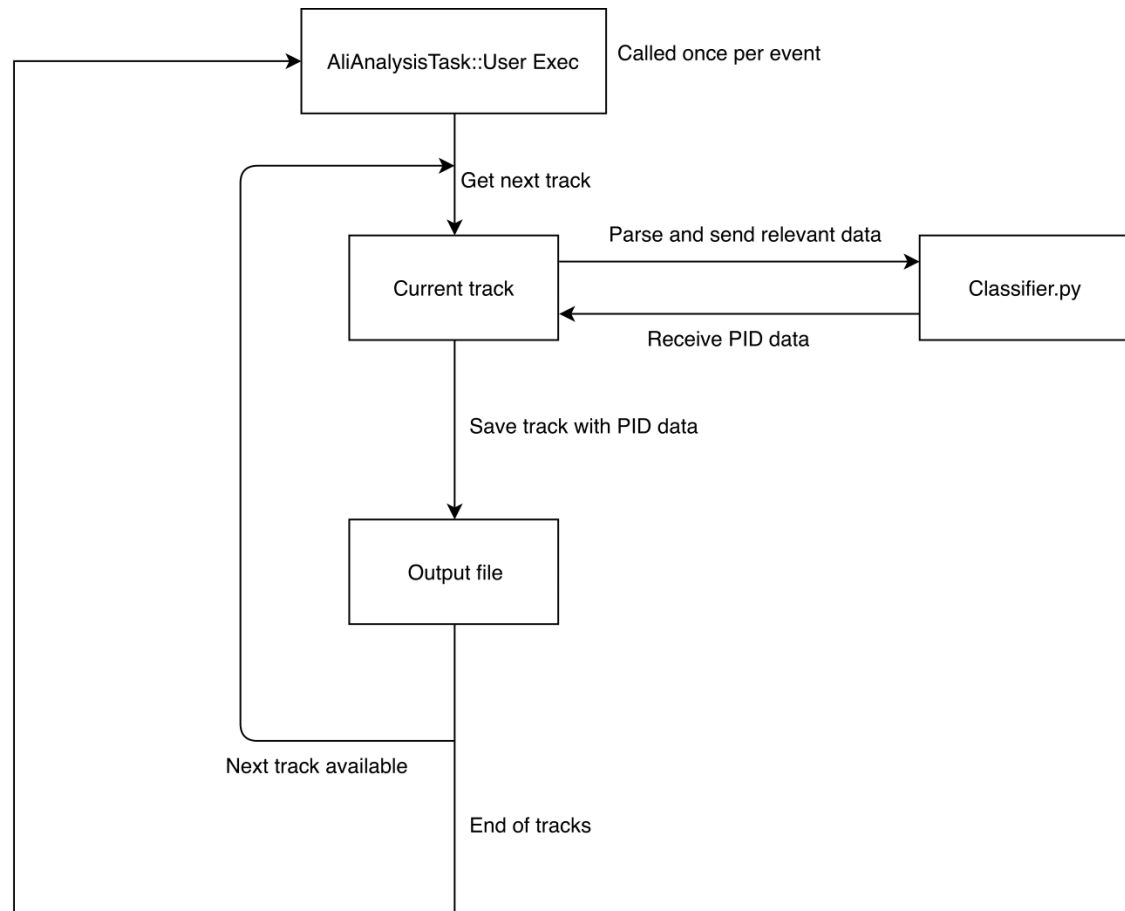 AliAnalysisTask::User Exec
Called once per event
Get next track
Parse and send relevant data
Current track
Classifier.py
Receive PID data
Save track with PID data
Output file
Next track available
End of tracks